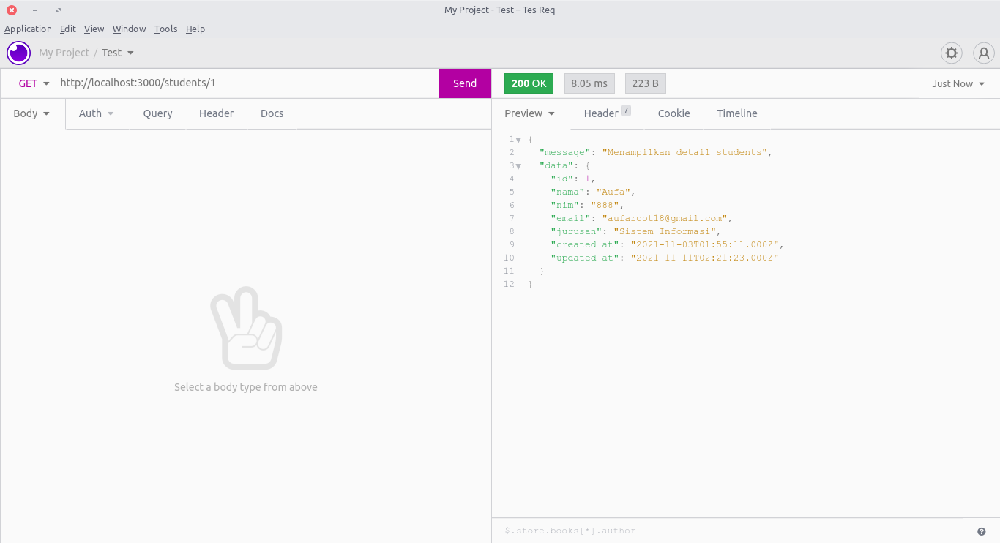 My Project - Test – Tes Req
Application Edit View Window Tools Help
My Project / Test
GET http://localhost:3000/students/1 Send
200 OK 8.05 ms 223 B Just Now
Body Auth Query Header Docs
Preview Header 7 Cookie Timeline
1 {
2 "message": "Menampilkan detail students",
3 "data": {
4 "id": 1,
5 "nama": "Aufa",
6 "nim": "888",
7 "email": "aufaroot18@gmail.com",
8 "jurusan": "Sistem Informasi",
9 "created_at": "2021-11-03T01:55:11.000Z",
10 "updated_at": "2021-11-11T02:21:23.000Z"
11 }
12 }
Select a body type from above
$.store.books[*].author